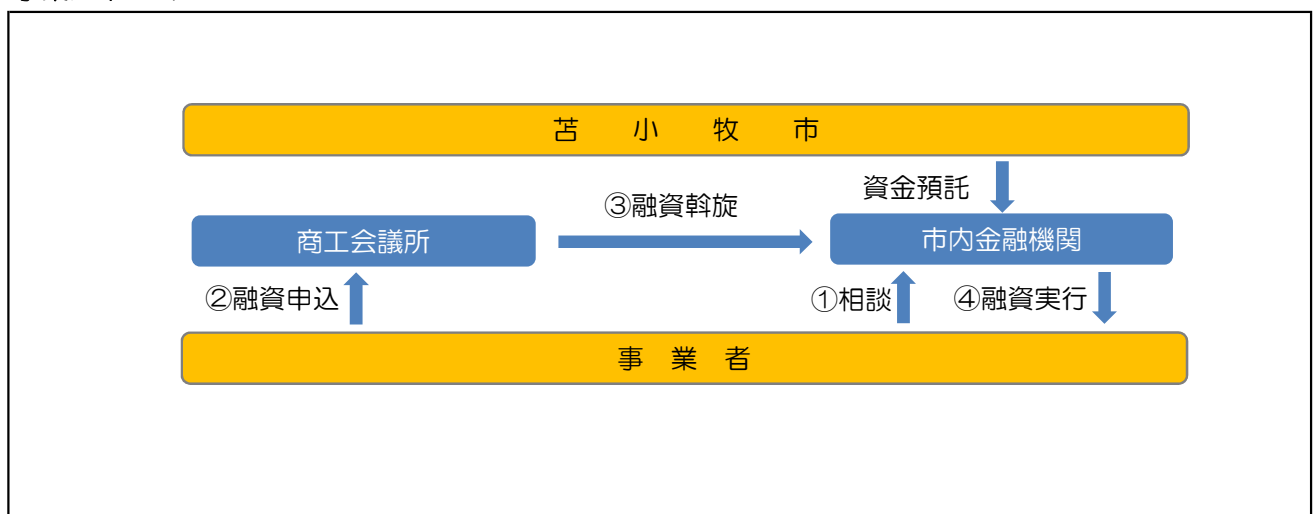 苫 小 牧 市
資金預託
③融資斡旋
商工会議所
市内金融機関
②融資申込
①相談
④融資実行
事 業 者